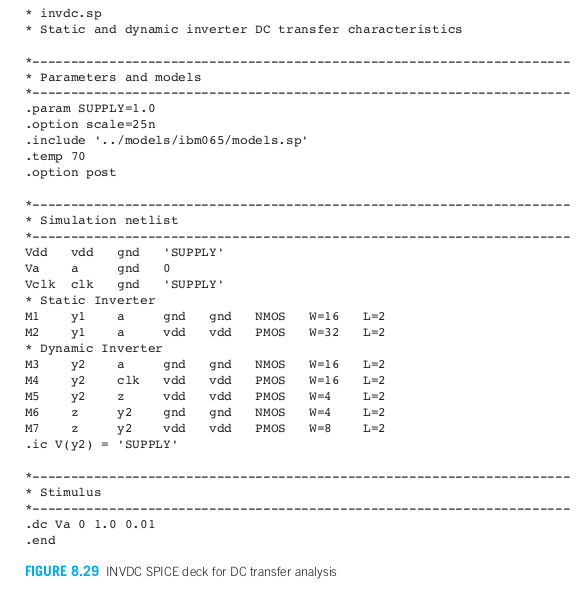 * invdc.sp
* Static and dynamic inverter DC transfer characteristics
*----------------------------------------------------------------------
* Parameters and models
*----------------------------------------------------------------------
.param SUPPLY=1.0
.option scale=25n
.include '../models/ibm065/models.sp'
.temp 70
.option post
*----------------------------------------------------------------------
* Simulation netlist
*----------------------------------------------------------------------
Vdd vdd gnd 'SUPPLY'
Va a gnd 0
Vclk clk gnd 'SUPPLY'
* Static Inverter
M1 y1 a gnd gnd NMOS W=16 L=2
M2 y1 a vdd vdd PMOS W=32 L=2
* Dynamic Inverter
M3 y2 a gnd gnd NMOS W=16 L=2
M4 y2 clk vdd vdd PMOS W=16 L=2
M5 y2 z vdd vdd PMOS W=4 L=2
M6 z y2 gnd gnd NMOS W=4 L=2
M7 z y2 vdd vdd PMOS W=8 L=2
.ic V(y2) = 'SUPPLY'
*----------------------------------------------------------------------
* Stimulus
*----------------------------------------------------------------------
.dc Va 0 1.0 0.01
.end
FIGURE 8.29 INVDC SPICE deck for DC transfer analysis